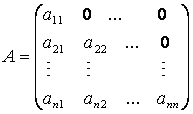 a₁₁ 0 ... 0
a₂₁ a₂₂ ... 0
A = ⋮ ⋮ ⋮
aₙ₁ aₙ₂ ... aₙₙ